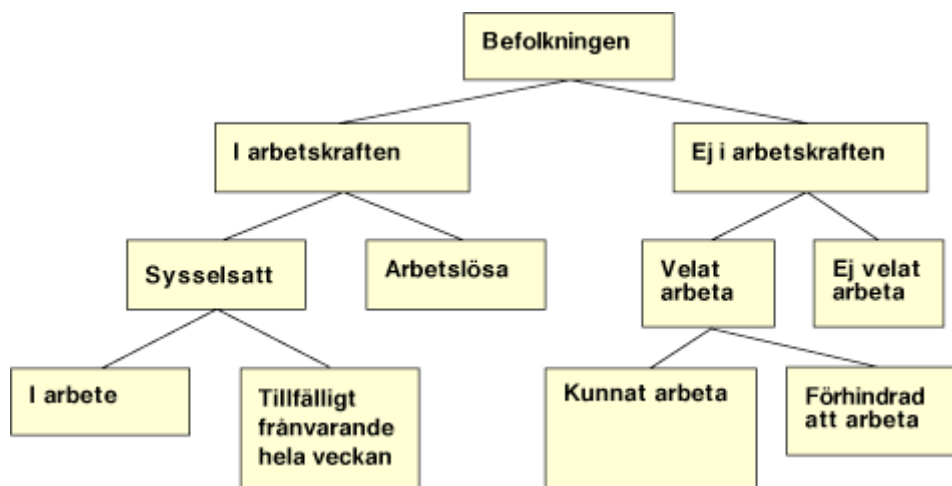 Befolkningen
I arbetskraften
Ej i arbetskraften
Sysselsatt
Arbetslösa
Velat
arbeta
Ej velat
arbeta
I arbete
Tillfälligt
frånvarande
hela veckan
Kunnat arbeta
Förhindrad
att arbeta